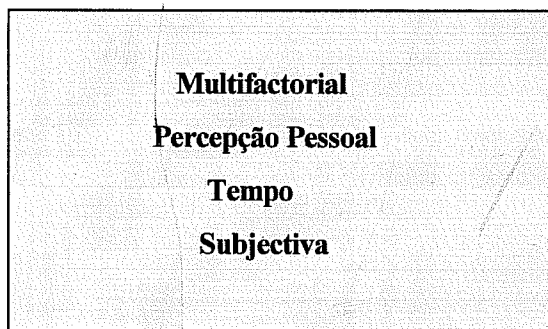 Multifactorial
Percepção Pessoal
Tempo
Subjectiva